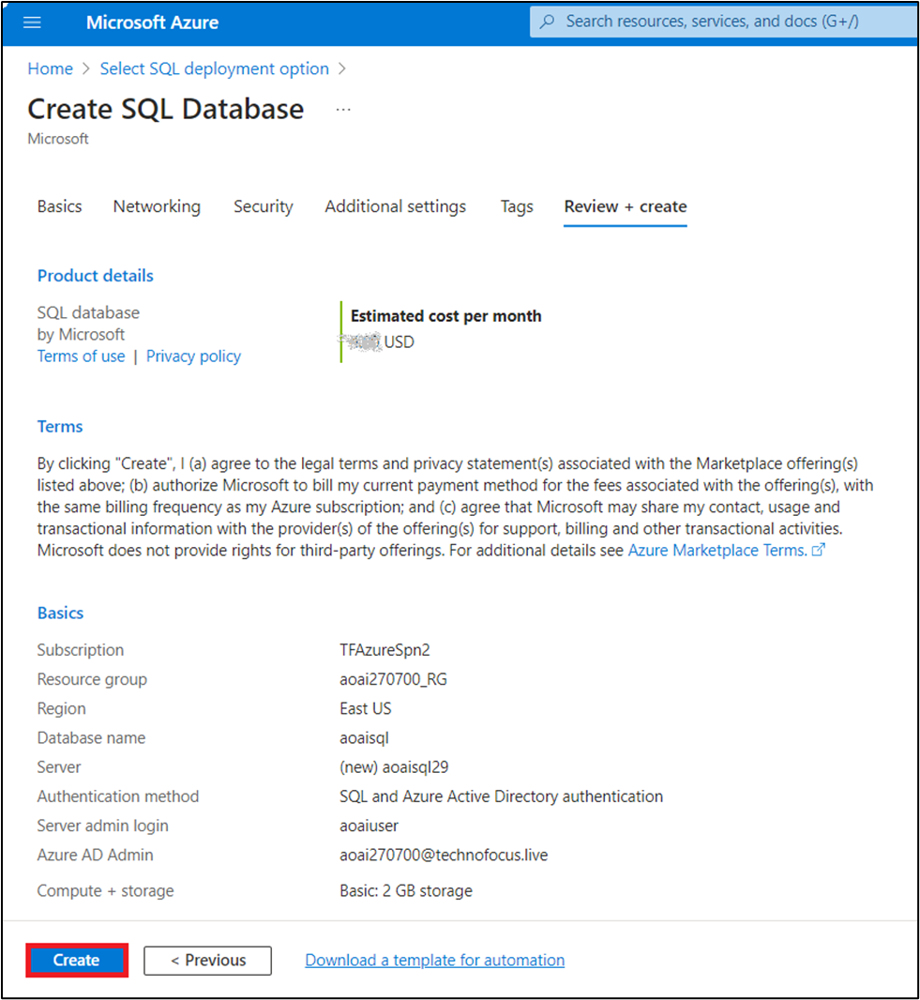 Microsoft Azure
Search resources, services, and docs (G+/)
Home > Select SQL deployment option >
Create SQL Database ...
Microsoft
Basics Networking Security Additional settings Tags Review + create
Product details
SQL database
by Microsoft
Terms of use | Privacy policy
Estimated cost per month
USD
Terms
By clicking "Create", I (a) agree to the legal terms and privacy statement(s) associated with the Marketplace offering(s)
listed above; (b) authorize Microsoft to bill my current payment method for the fees associated with the offering(s), with
the same billing frequency as my Azure subscription; and (c) agree that Microsoft may share my contact, usage and
transactional information with the provider(s) of the offering(s) for support, billing and other transactional activities.
Microsoft does not provide rights for third-party offerings. For additional details see Azure Marketplace Terms.
Basics
Subscription TFAzureSpn2
Resource group aoai270700_RG
Region East US
Database name aoaisql
Server (new) aoaisql29
Authentication method SQL and Azure Active Directory authentication
Server admin login aoaiuser
Azure AD Admin aoai270700@technofocus.live
Compute + storage Basic: 2 GB storage
Create < Previous Download a template for automation